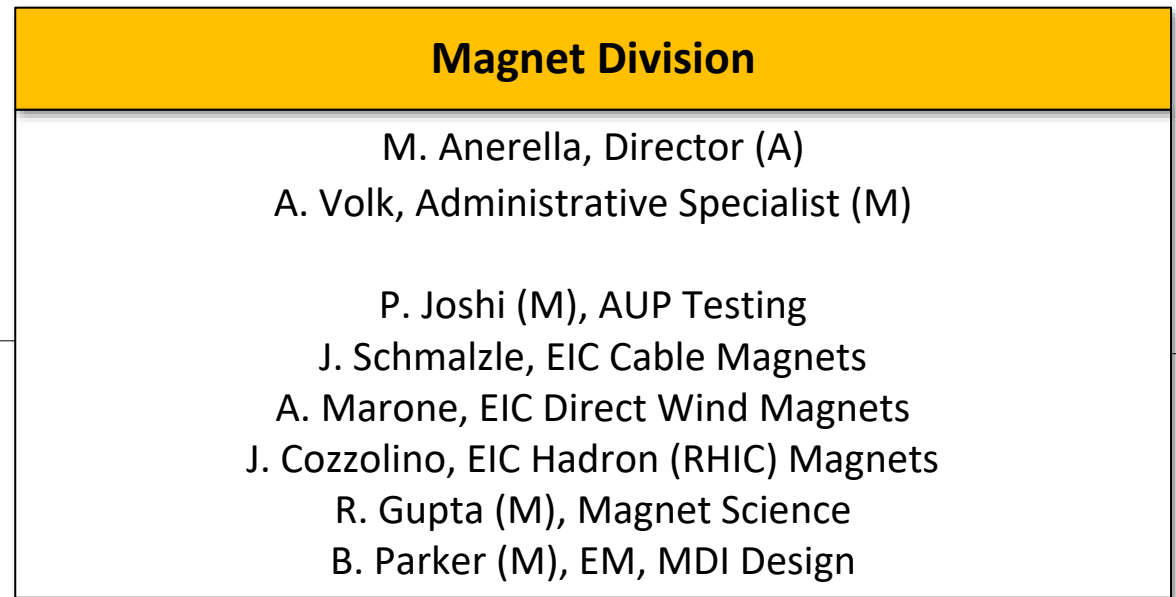 Magnet Division
M. Anerella, Director (A)
A. Volk, Administrative Specialist (M)
P. Joshi (M), AUP Testing
J. Schmalzle, EIC Cable Magnets
A. Marone, EIC Direct Wind Magnets
J. Cozzolino, EIC Hadron (RHIC) Magnets
R. Gupta (M), Magnet Science
B. Parker (M), EM, MDI Design